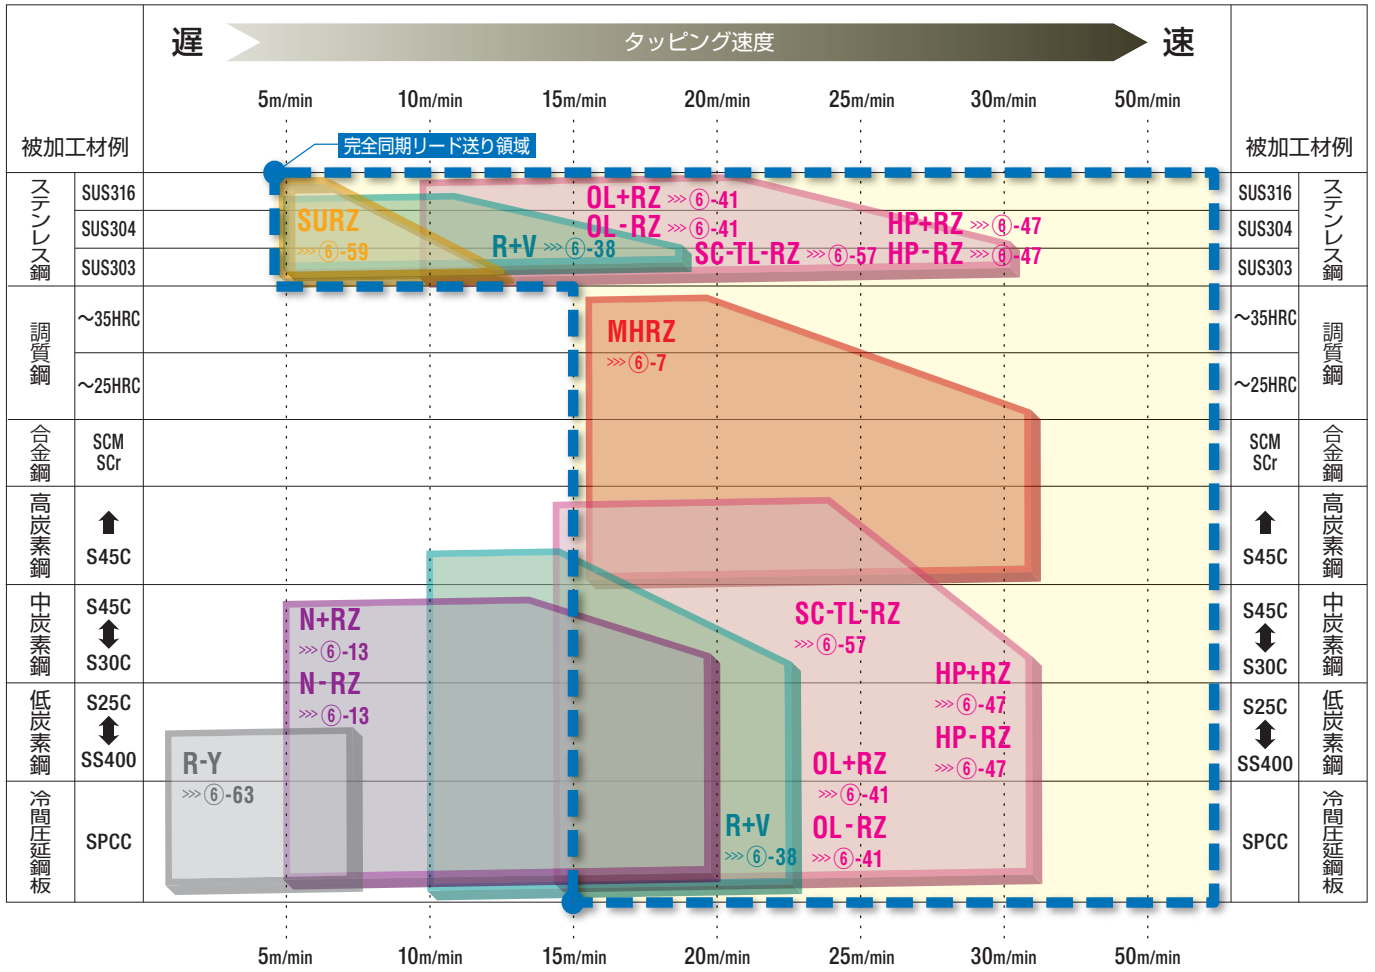 遅
タッピング速度
速
5m/min
10m/min
15m/min
20m/min
25m/min
30m/min
50m/min
完全同期リード送り領域
被加工材例
被加工材例
ステンレス鋼
SUS316
SUS304
SUS303
調質鋼
～35HRC
～25HRC
合金鋼
SCM
SCr
高炭素鋼
S45C
中炭素鋼
S45C
S30C
低炭素鋼
S25C
SS400
冷間圧延鋼板
SPCC
SURZ
>>> ⑥-59
R+V >>> ⑥-38
OL+RZ >>> ⑥-41
OL-RZ >>> ⑥-41
SC-TL-RZ >>> ⑥-57
HP+RZ >>> ⑥-47
HP-RZ >>> ⑥-47
MHRZ
>>> ⑥-7
N+RZ
>>> ⑥-13
N-RZ
>>> ⑥-13
R-Y
>>> ⑥-63
SC-TL-RZ
>>> ⑥-57
HP+RZ
>>> ⑥-47
HP-RZ
>>> ⑥-47
OL+RZ
>>> ⑥-41
OL-RZ
>>> ⑥-41
R+V
>>> ⑥-38
SUS316
SUS304
SUS303
ステンレス鋼
～35HRC
～25HRC
調質鋼
SCM
SCr
合金鋼
S45C
高炭素鋼
S45C
S30C
中炭素鋼
S25C
SS400
低炭素鋼
SPCC
冷間圧延鋼板
5m/min
10m/min
15m/min
20m/min
25m/min
30m/min
50m/min